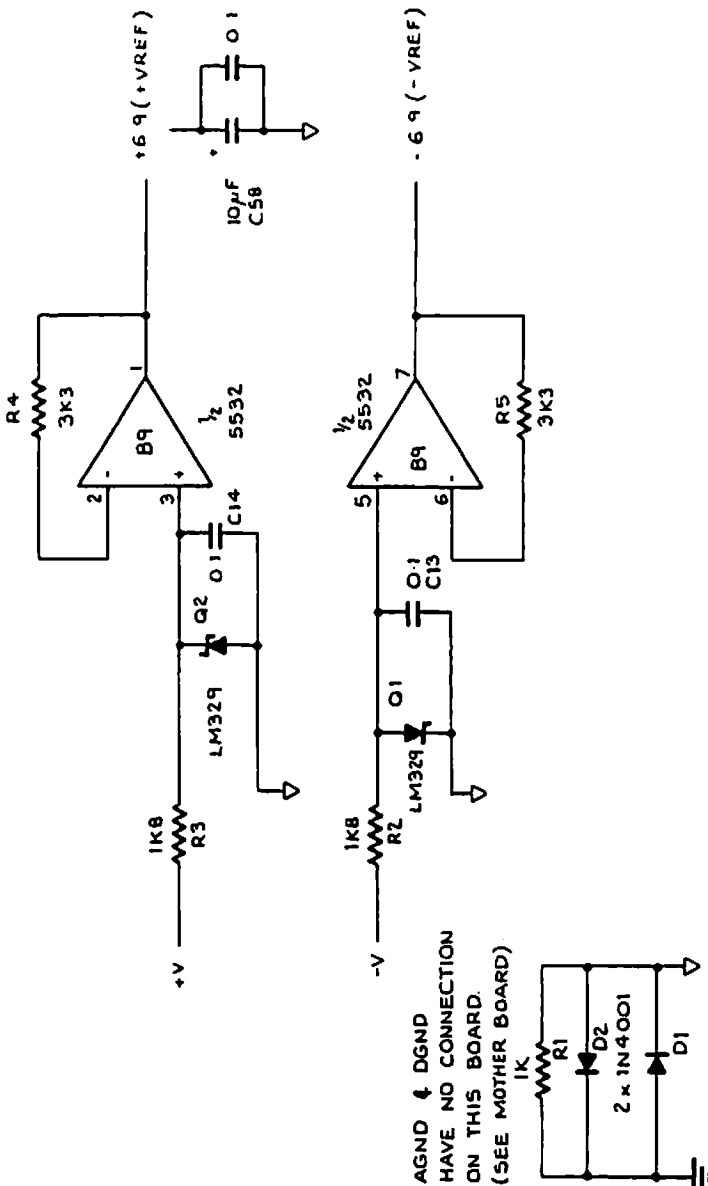 R4
3K3
2
-
3
+
B9
1
1/2
5532
+6 9 (+VREF)
+
10µF
C58
0 1
+V
1K8
R3
Q2
LM329
0 1
C14
-V
1K8
R2
Q1
LM329
0·1
C13
5
+
6
-
B9
7
1/2
5532
R5
3K3
- 6 9 (- VREF)
AGND & DGND
HAVE NO CONNECTION
ON THIS BOARD.
(SEE MOTHER BOARD)
1K
R1
D2
2 x 1N4001
D1